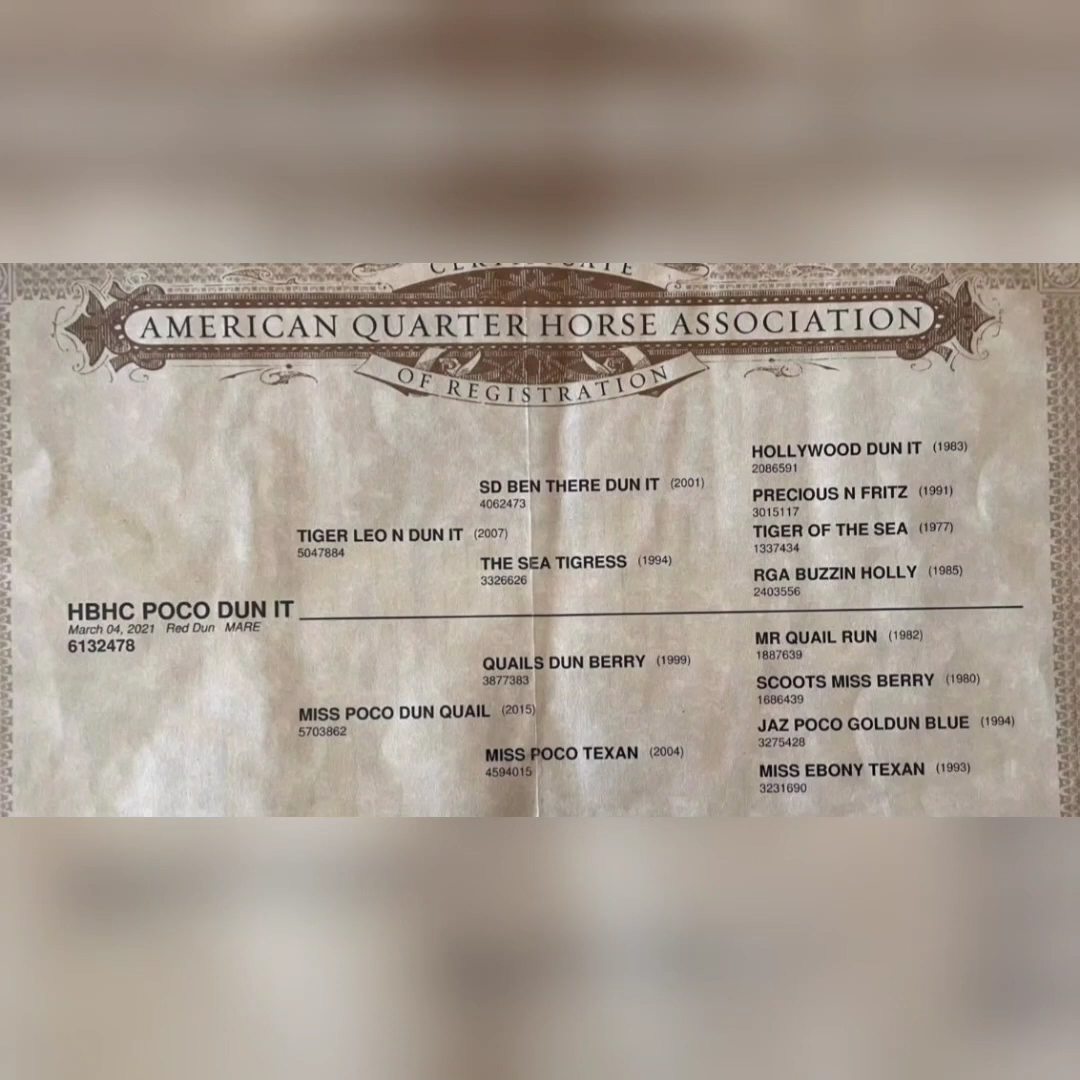 CERTIFICATE
AMERICAN QUARTER HORSE ASSOCIATION
OF REGISTRATION
HOLLYWOOD DUN IT (1983)
2086591
SD BEN THERE DUN IT (2001)
4062473
PRECIOUS N FRITZ (1991)
3015117
TIGER LEO N DUN IT (2007)
5047884
TIGER OF THE SEA (1977)
1337434
THE SEA TIGRESS (1994)
3326626
RGA BUZZIN HOLLY (1985)
2403556
HBHC POCO DUN IT
March 04, 2021 Red Dun MARE
6132478
MR QUAIL RUN (1982)
1887639
QUAILS DUN BERRY (1999)
3877383
SCOOTS MISS BERRY (1980)
1686439
MISS POCO DUN QUAIL (2015)
5703862
JAZ POCO GOLDUN BLUE (1994)
3275428
MISS POCO TEXAN (2004)
4594015
MISS EBONY TEXAN (1993)
3231690